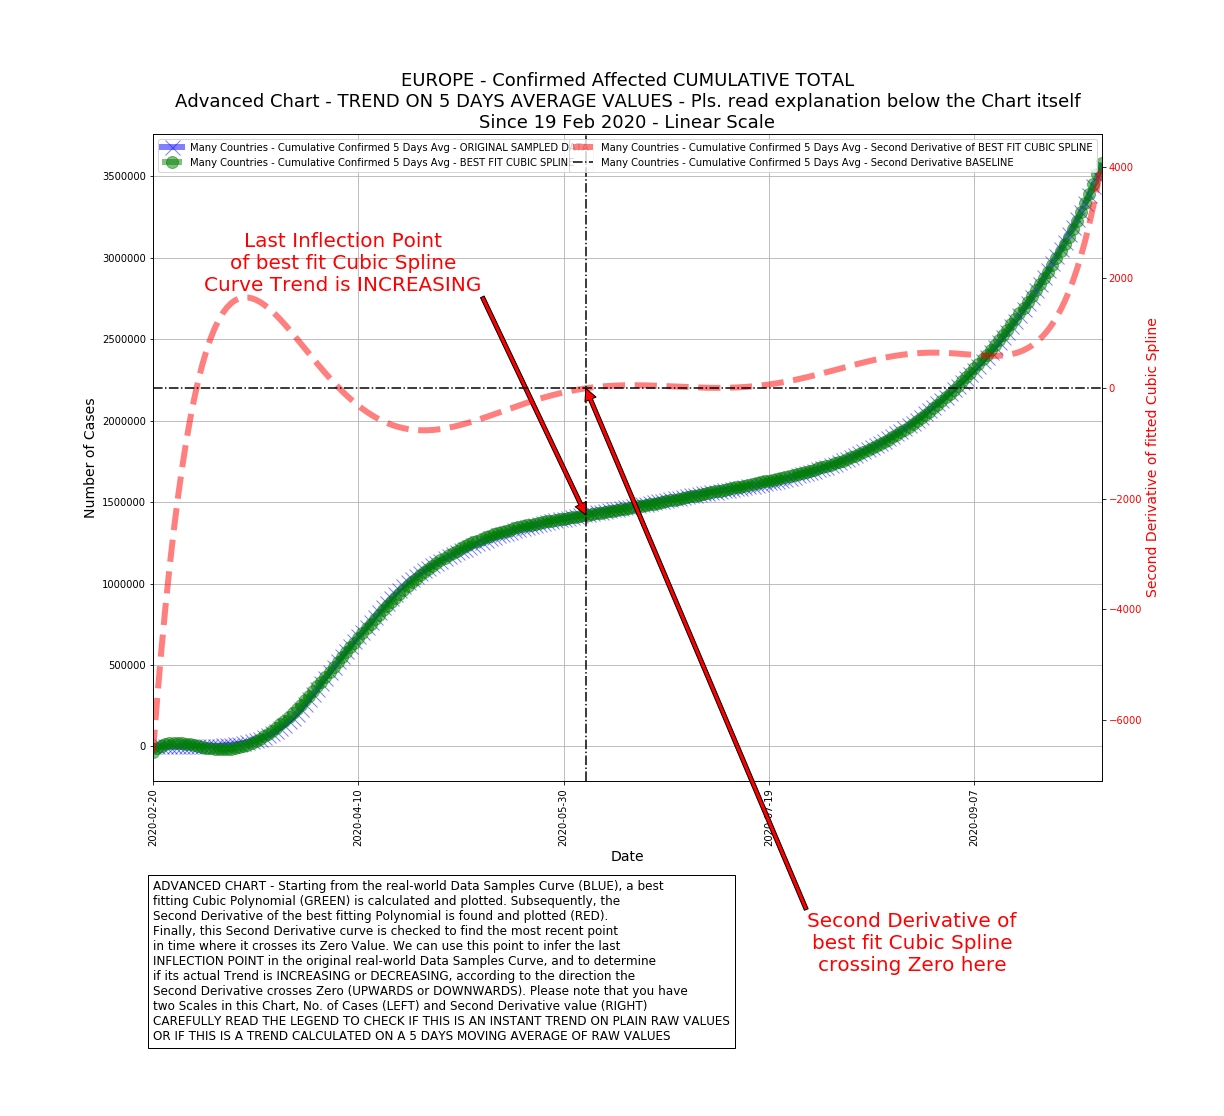 EUROPE - Confirmed Affected CUMULATIVE TOTAL
Advanced Chart - TREND ON 5 DAYS AVERAGE VALUES - Pls. read explanation below the Chart itself
Since 19 Feb 2020 - Linear Scale
Many Countries - Cumulative Confirmed 5 Days Avg - ORIGINAL SAMPLED
Many Countries - Cumulative Confirmed 5 Days Avg - BEST FIT CUBIC
Many Countries - Cumulative Confirmed 5 Days Avg - Second Derivative of BEST FIT CUBIC SPLINE
Many Countries - Cumulative Confirmed 5 Days Avg - Second Derivative BASELINE
Last Inflection Point
of best fit Cubic Spline
Curve Trend is INCREASING
Number of Cases
3500000
3000000
2500000
2000000
1500000
1000000
500000
0
4000
2000
0
−2000
−4000
−6000
Second Derivative of fitted Cubic Spline
2020-02-20
2020-04-10
2020-05-30
2020-07-19
2020-09-07
Date
Second Derivative of
best fit Cubic Spline
crossing Zero here
ADVANCED CHART - Starting from the real-world Data Samples Curve (BLUE), a best
fitting Cubic Polynomial (GREEN) is calculated and plotted. Subsequently, the
Second Derivative of the best fitting Polynomial is found and plotted (RED).
Finally, this Second Derivative curve is checked to find the most recent point
in time where it crosses its Zero Value. We can use this point to infer the last
INFLECTION POINT in the original real-world Data Samples Curve, and to determine
if its actual Trend is INCREASING or DECREASING, according to the direction the
Second Derivative crosses Zero (UPWARDS or DOWNWARDS). Please note that you have
two Scales in this Chart, No. of Cases (LEFT) and Second Derivative value (RIGHT)
CAREFULLY READ THE LEGEND TO CHECK IF THIS IS AN INSTANT TREND ON PLAIN RAW VALUES
OR IF THIS IS A TREND CALCULATED ON A 5 DAYS MOVING AVERAGE OF RAW VALUES